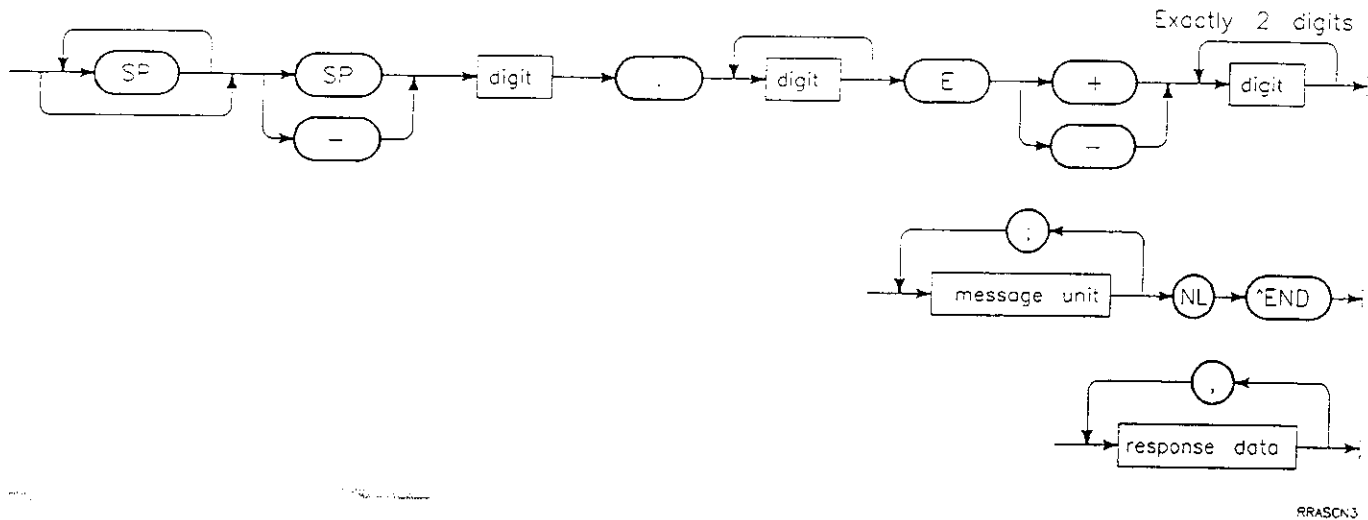 Exactly 2 digits
SP SP digit . digit E + digit
- -
;
message unit NL ^END
,
response data
RRASCN3